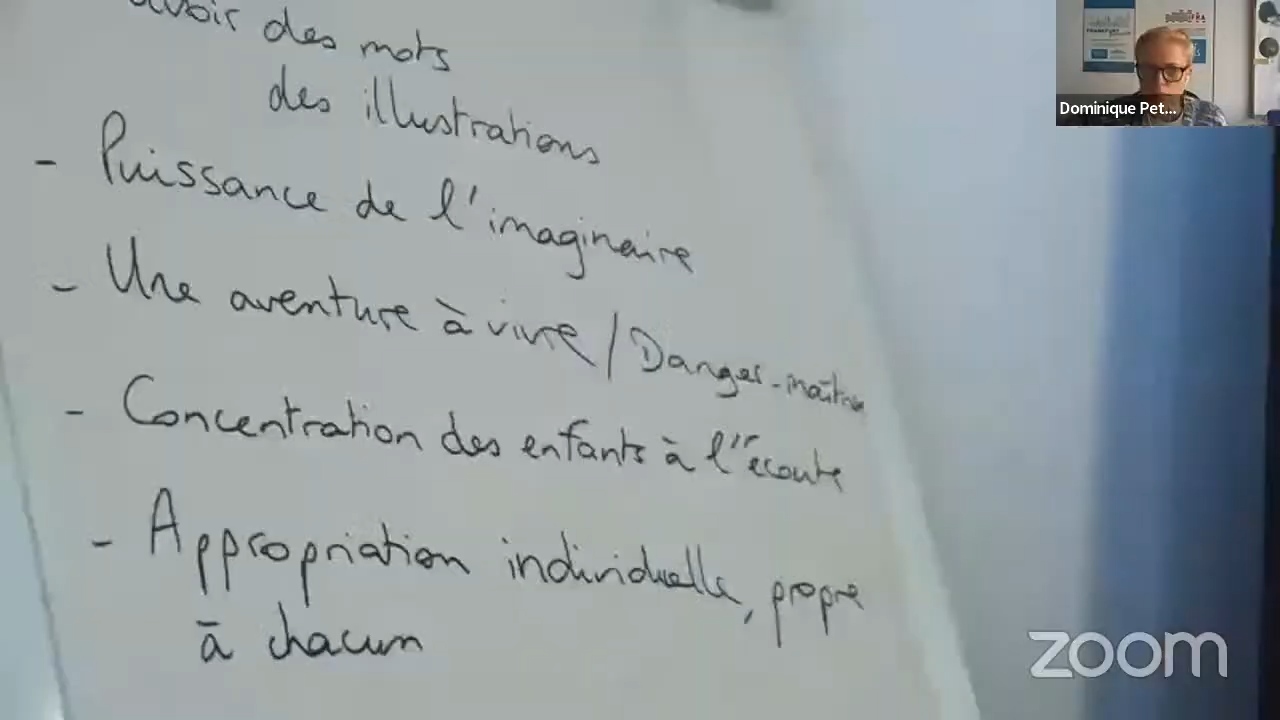 des mots
des illustrations
- Puissance de l'imaginaire
- Une aventure à vivre / Danger-
- Concentration des enfants à l'écoute
- Appropriation individuelle, propre
à chacun
FRANKFURT
Dominique Pet...
zoom